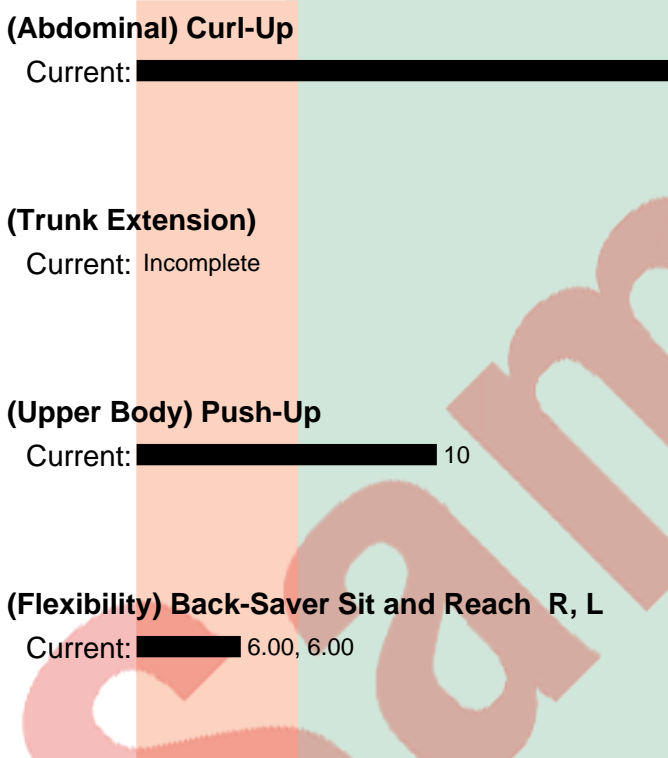 (Abdominal) Curl-Up
Current:
(Trunk Extension)
Current: Incomplete
(Upper Body) Push-Up
Current: 10
(Flexibility) Back-Saver Sit and Reach R, L
Current: 6.00, 6.00